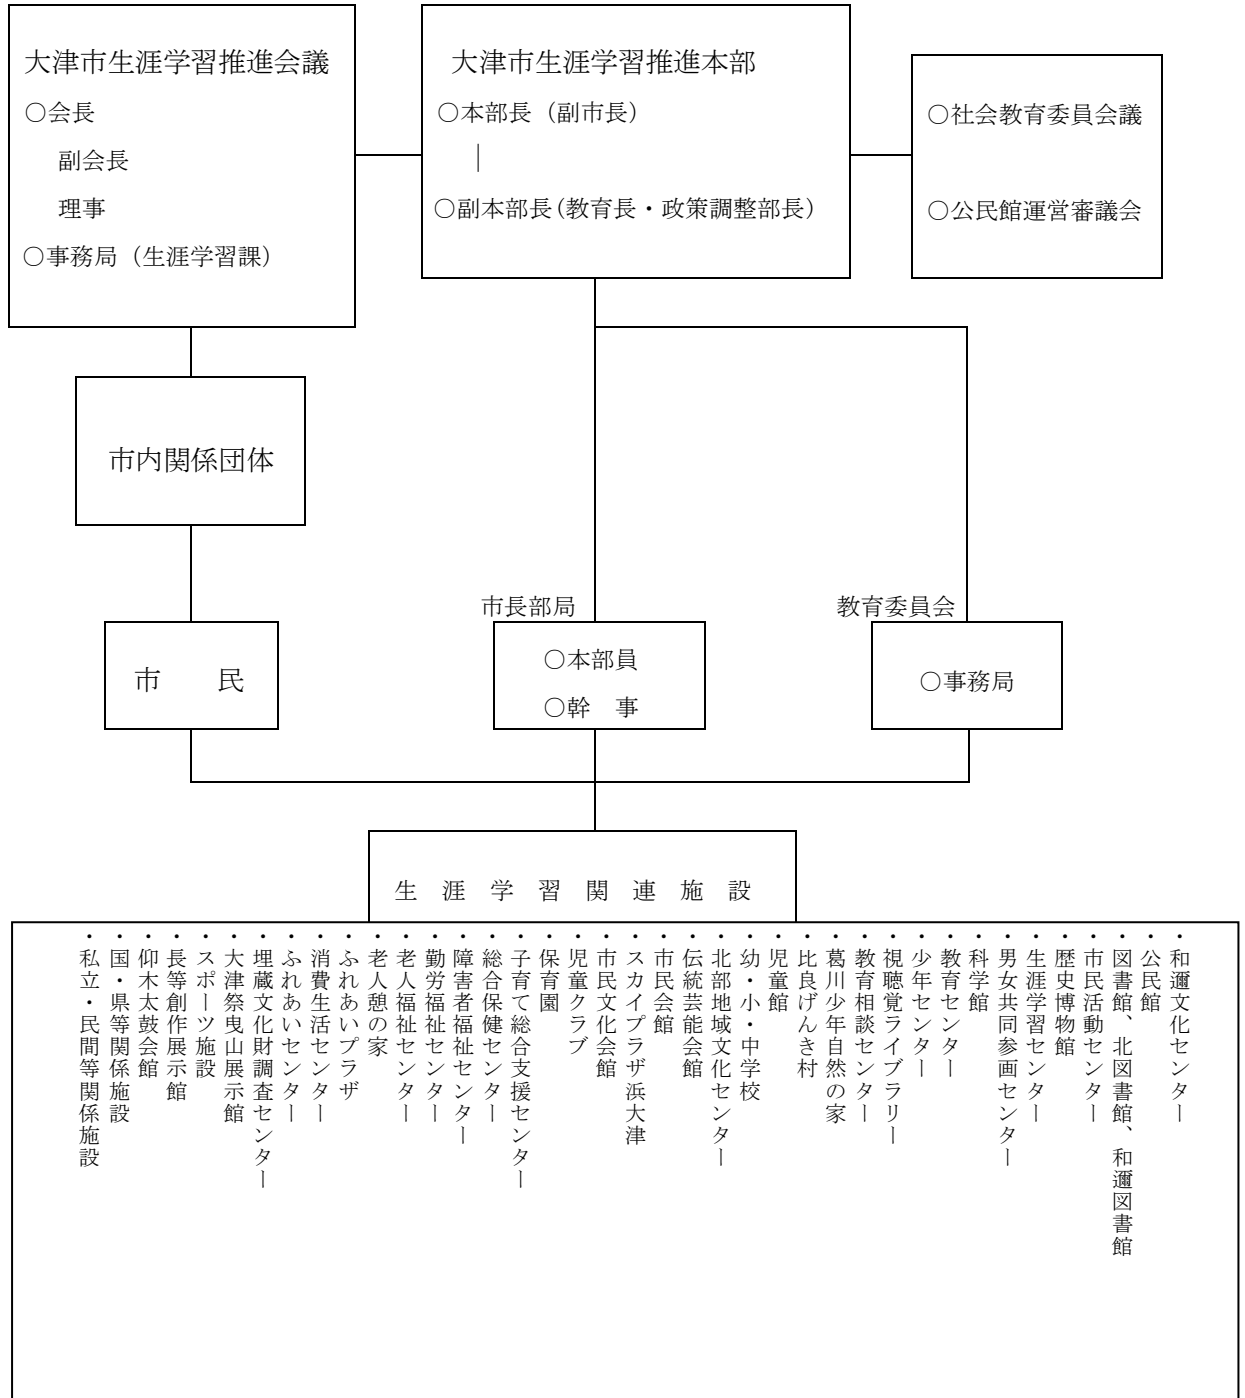 大津市生涯学習推進会議
○会長
副会長
理事
○事務局（生涯学習課）
大津市生涯学習推進本部
○本部長（副市長）
｜
○副本部長（教育長・政策調整部長）
○社会教育委員会議
○公民館運営審議会
市内関係団体
市　　民
市長部局
○本部員
○幹　事
教育委員会
○事務局
生　涯　学　習　関　連　施　設
・和邇文化センター
・公民館
・図書館、北図書館、和邇図書館
・市民活動センター
・歴史博物館
・生涯学習センター
・男女共同参画センター
・科学館
・教育センター
・少年センター
・視聴覚ライブラリー
・教育相談センター
・葛川少年自然の家
・比良げんき村
・児童館
・幼・小・中学校
・北部地域文化センター
・伝統芸能会館
・市民会館
・スカイプラザ浜大津
・市民文化会館
・児童クラブ
・保育園
・子育て総合支援センター
・総合保健センター
・障害者福祉センター
・勤労福祉センター
・老人福祉センター
・老人憩の家
・ふれあいプラザ
・消費生活センター
・ふれあいセンター
・埋蔵文化財調査センター
・大津祭曳山展示館
・スポーツ施設
・長等創作展示館
・仰木太鼓会館
・国・県等関係施設
・私立・民間等関係施設